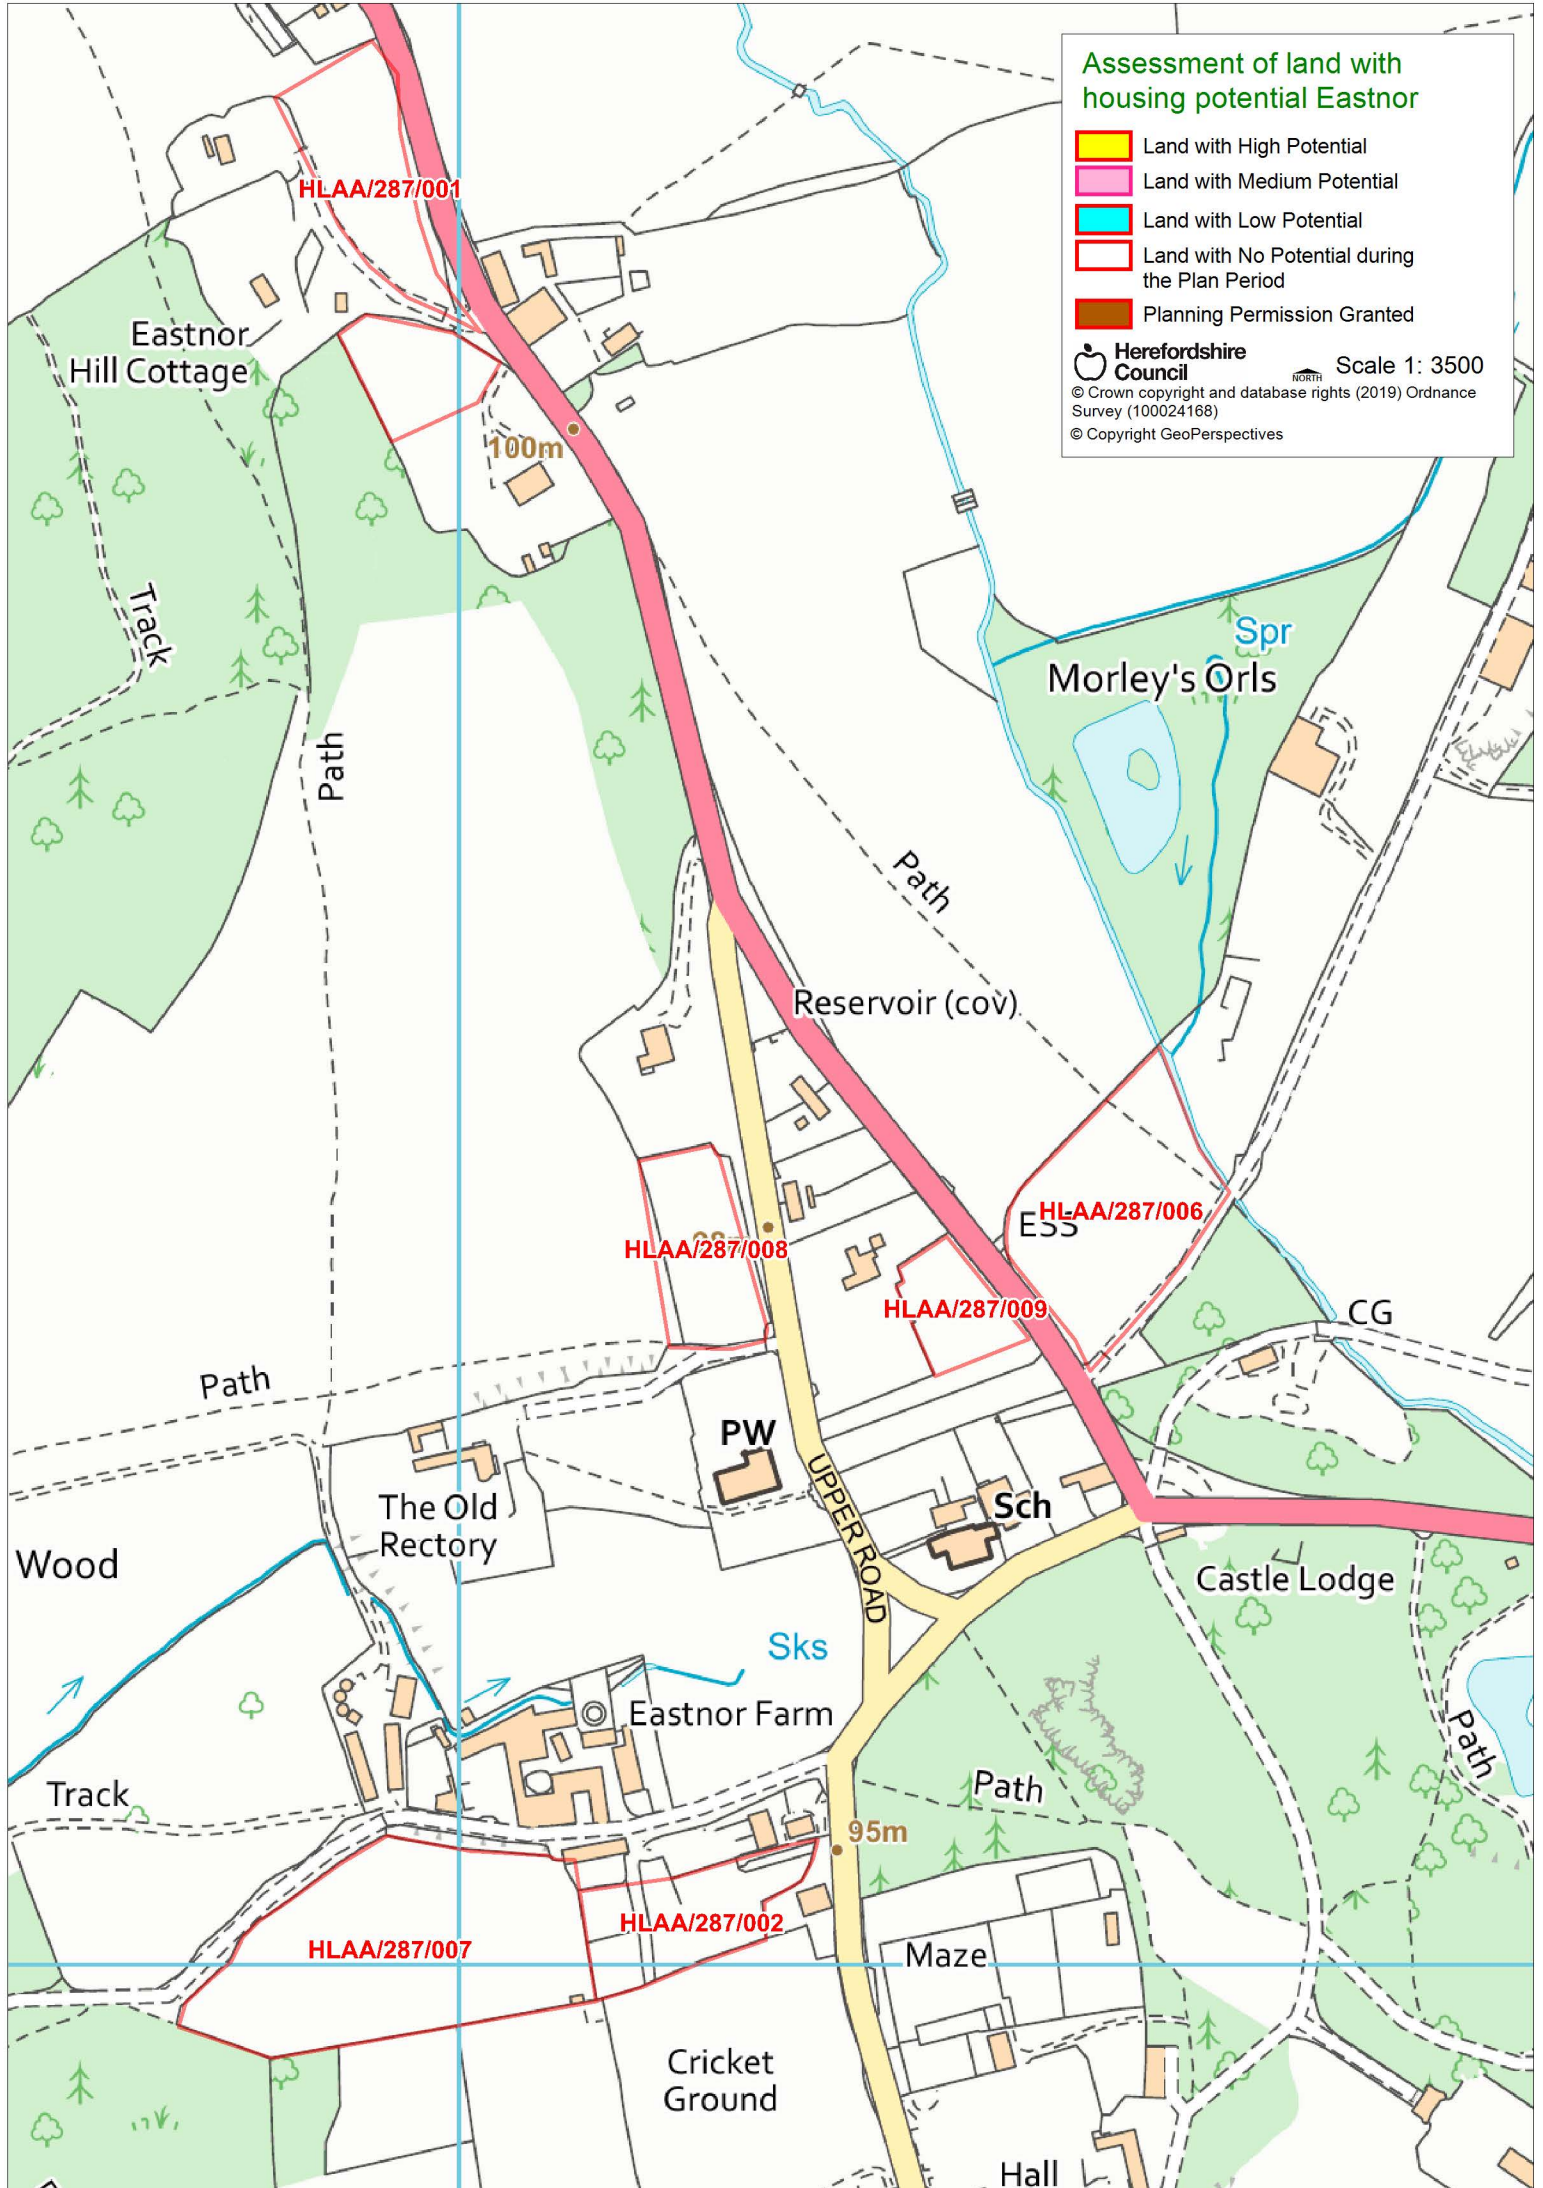 Assessment of land with
housing potential Eastnor
Land with High Potential
Land with Medium Potential
Land with Low Potential
Land with No Potential during
the Plan Period
Planning Permission Granted
Herefordshire
Council
NORTH
Scale 1: 3500
© Crown copyright and database rights (2019) Ordnance
Survey (100024168)
© Copyright GeoPerspectives
HLAA/287/001
Eastnor
Hill Cottage
100m
Track
Spr
Morley's Orls
Path
Path
Reservoir (cov)
HLAA/287/006
ESS
HLAA/287/008
HLAA/287/009
CG
Path
PW
UPPER ROAD
Sch
The Old
Rectory
Wood
Castle Lodge
Sks
Eastnor Farm
Path
Track
Path
95m
HLAA/287/002
HLAA/287/007
Maze
Cricket
Ground
Hall